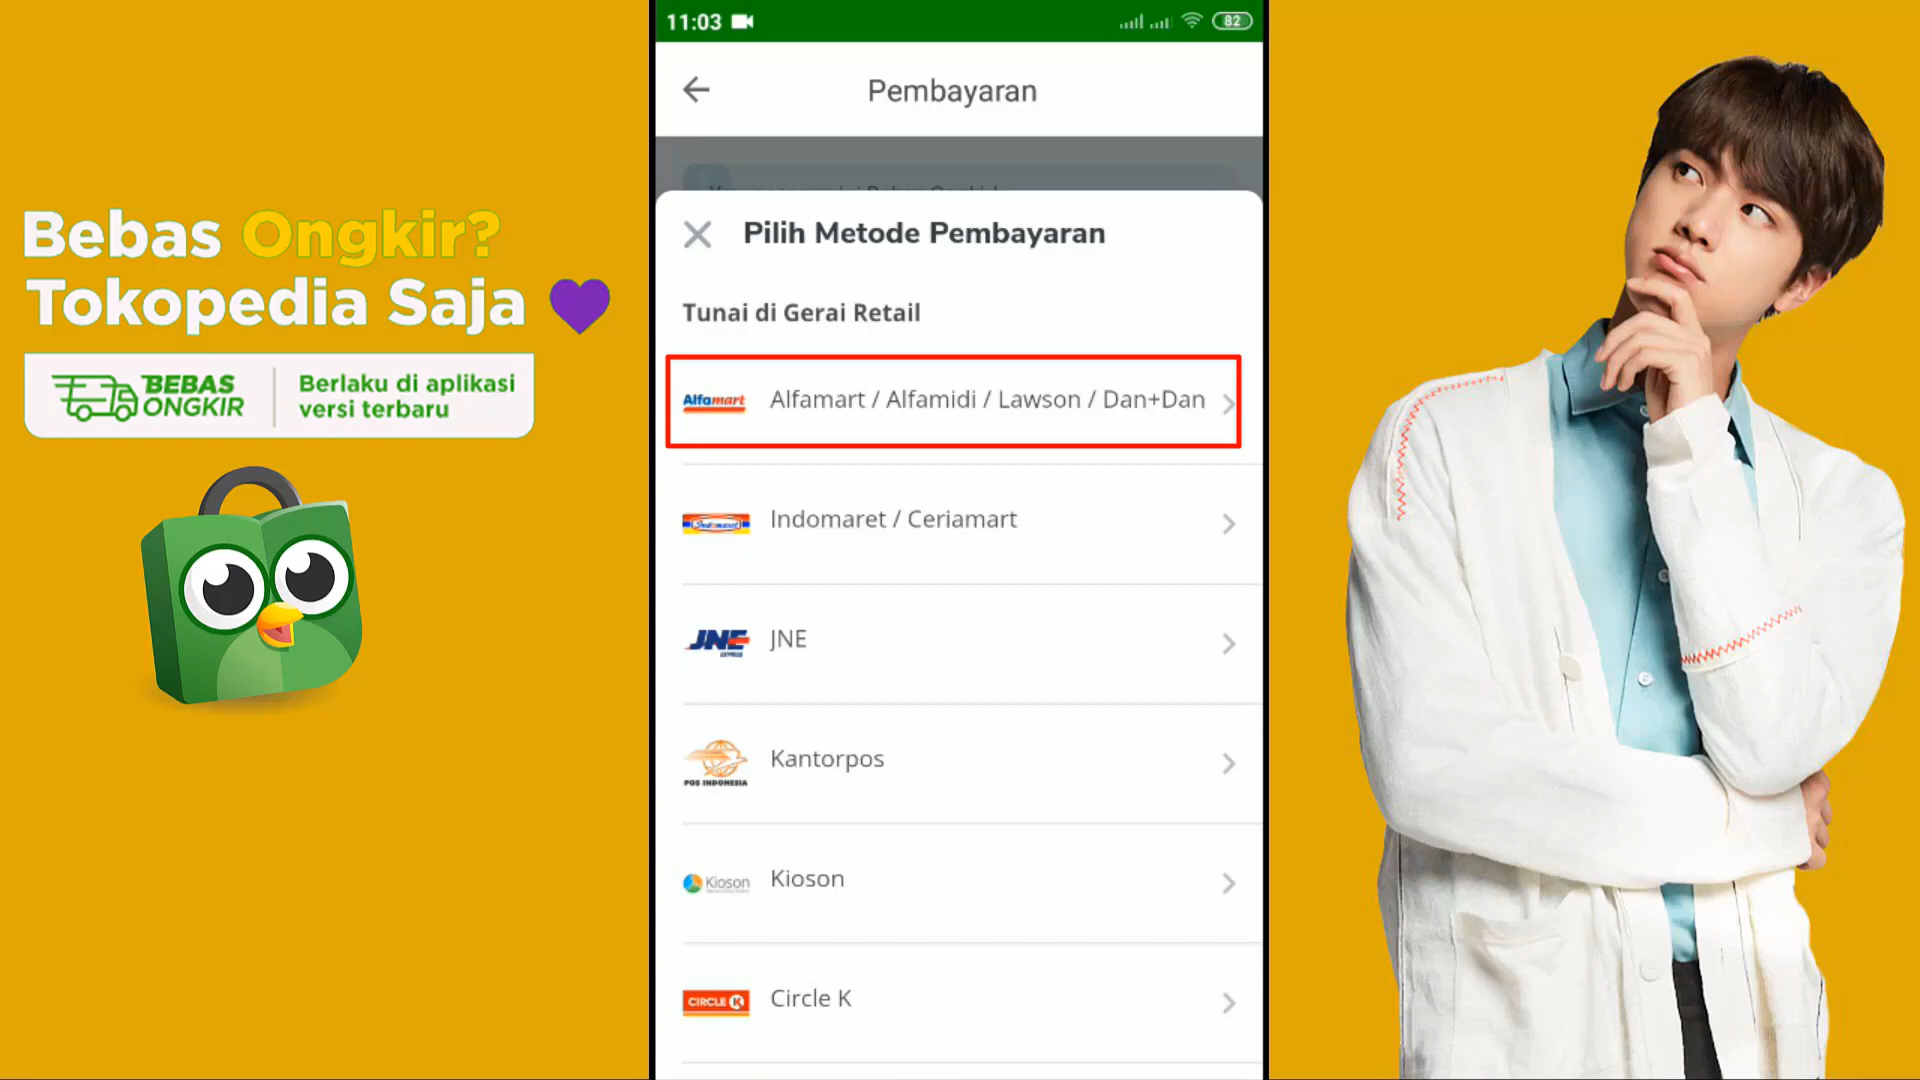 Bebas Ongkir?
Tokopedia Saja
BEBAS
ONGKIR
Berlaku di aplikasi
versi terbaru
11:03
82
Pembayaran
Pilih Metode Pembayaran
Tunai di Gerai Retail
Alfamart
Alfamart / Alfamidi / Lawson / Dan+Dan
Indomaret
Indomaret / Ceriamart
JNE
EXPRESS
JNE
POS INDONESIA
Kantorpos
Kioson
Kioson
CIRCLE K
Circle K